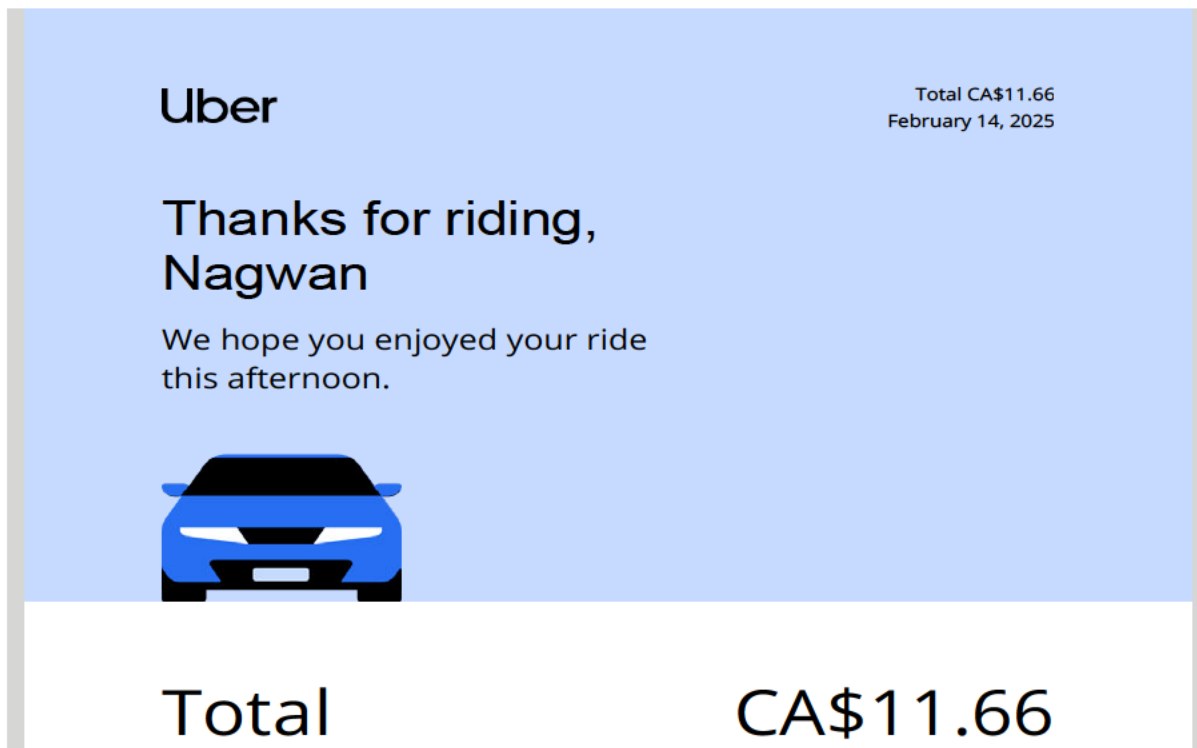 Uber
Total CA$11.66
February 14, 2025
Thanks for riding,
Nagwan
We hope you enjoyed your ride
this afternoon.
Total CA$11.66